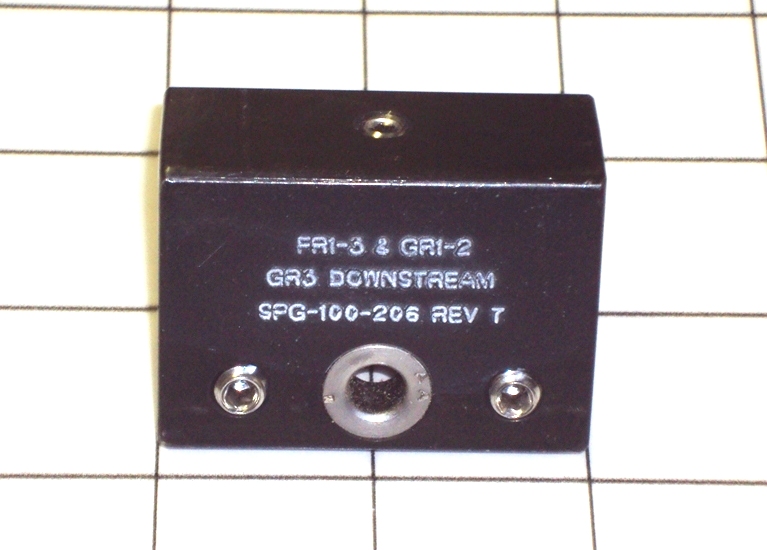 FR1-3 & GR1-2
GR3 DOWNSTREAM
SPG-100-206 REV 7